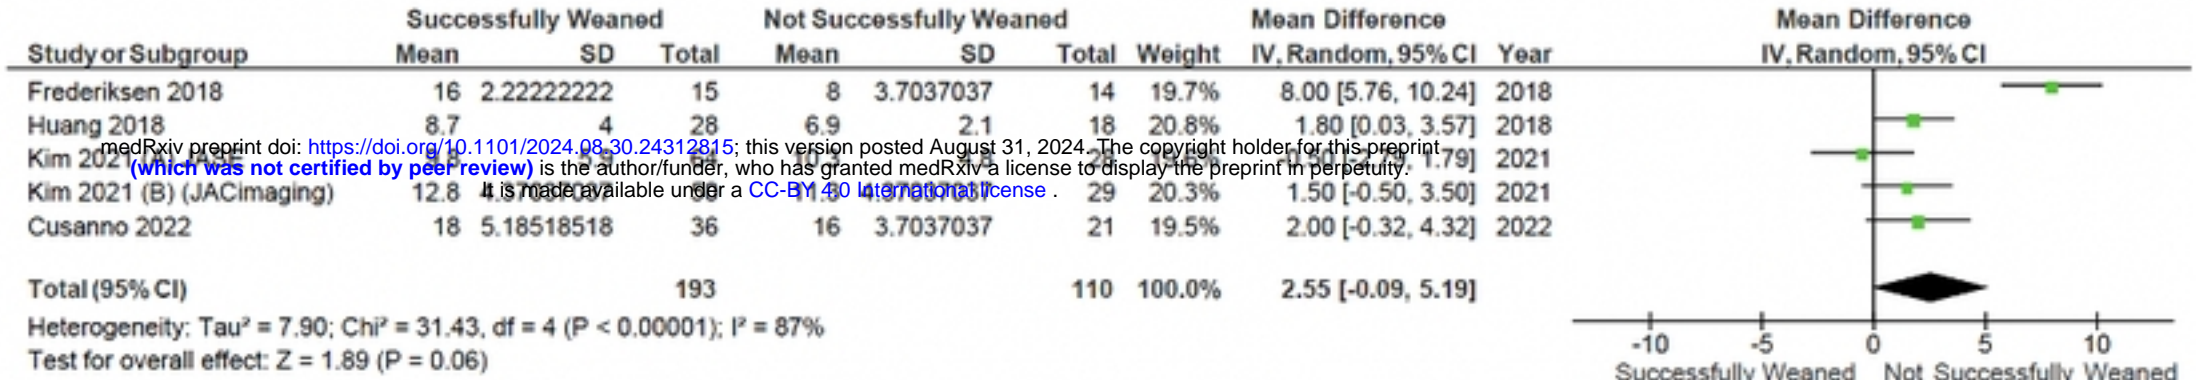 Successfully Weaned Not Successfully Weaned Mean Difference Mean Difference
Study or Subgroup Mean SD Total Mean SD Total Weight IV, Random, 95% CI Year IV, Random, 95% CI
Frederiksen 2018 16 2.22222222 15 8 3.7037037 14 19.7% 8.00 [5.76, 10.24] 2018
Huang 2018 8.7 4 28 6.9 2.1 18 20.8% 1.80 [0.03, 3.57] 2018
medRxiv preprint doi: https://doi.org/10.1101/2024.08.30.24312815; this version posted August 31, 2024. The copyright holder for this preprint
Kim 2021 1.79] 2021
(which was not certified by peer review) is the author/funder, who has granted medRxiv a license to display the preprint in perpetuity.
It is made available under a CC-BY 4.0 International license .
Kim 2021 (B) (JACimaging) 12.8 29 20.3% 1.50 [-0.50, 3.50] 2021
Cusanno 2022 18 5.18518518 36 16 3.7037037 21 19.5% 2.00 [-0.32, 4.32] 2022
Total (95% CI) 193 110 100.0% 2.55 [-0.09, 5.19]
Heterogeneity: Tau² = 7.90; Chi² = 31.43, df = 4 (P < 0.00001); I² = 87%
Test for overall effect: Z = 1.89 (P = 0.06)
-10 -5 0 5 10
Successfully Weaned Not Successfully Weaned